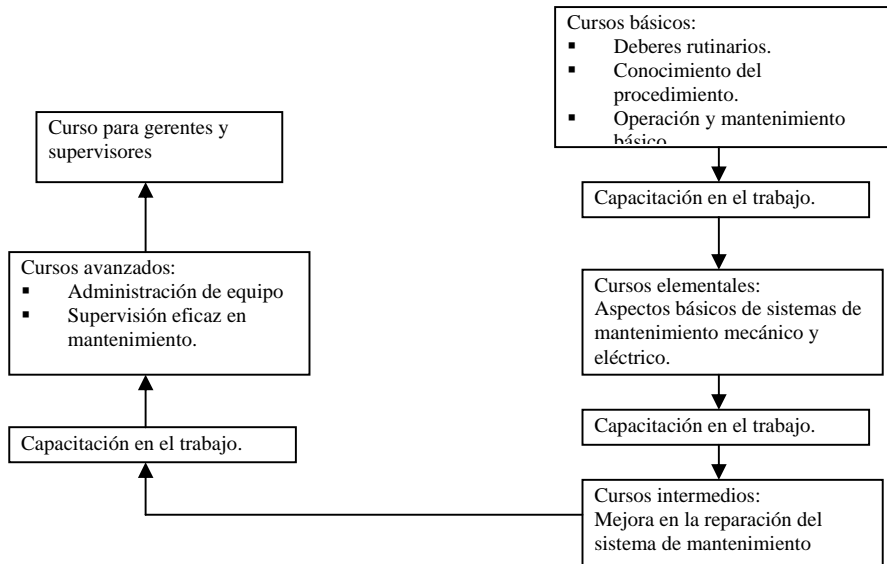 Cursos básicos:
▪ Deberes rutinarios.
▪ Conocimiento del
procedimiento.
▪ Operación y mantenimiento
básico
Capacitación en el trabajo.
Cursos elementales:
Aspectos básicos de sistemas de
mantenimiento mecánico y
eléctrico.
Capacitación en el trabajo.
Cursos intermedios:
Mejora en la reparación del
sistema de mantenimiento
Capacitación en el trabajo.
Cursos avanzados:
▪ Administración de equipo
▪ Supervisión eficaz en
mantenimiento.
Curso para gerentes y
supervisores